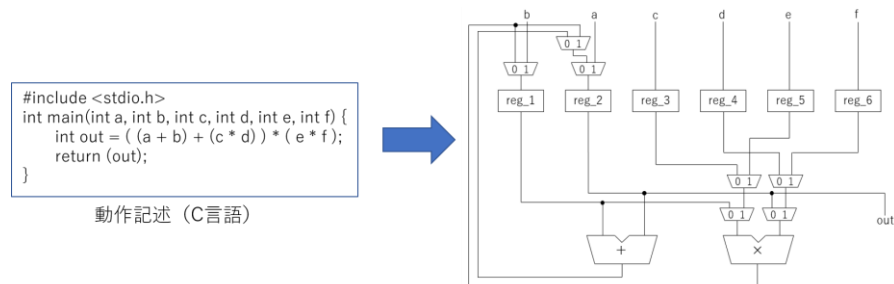 #include <stdio.h>
int main(int a, int b, int c, int d, int e, int f) {
int out = ( (a + b) + (c * d) ) * ( e * f );
return (out);
}
動作記述（C言語）
b a c d e f
0 1
0 1 0 1
reg_1 reg_2 reg_3 reg_4 reg_5 reg_6
0 1 0 1
0 1 0 1
out
+ ×